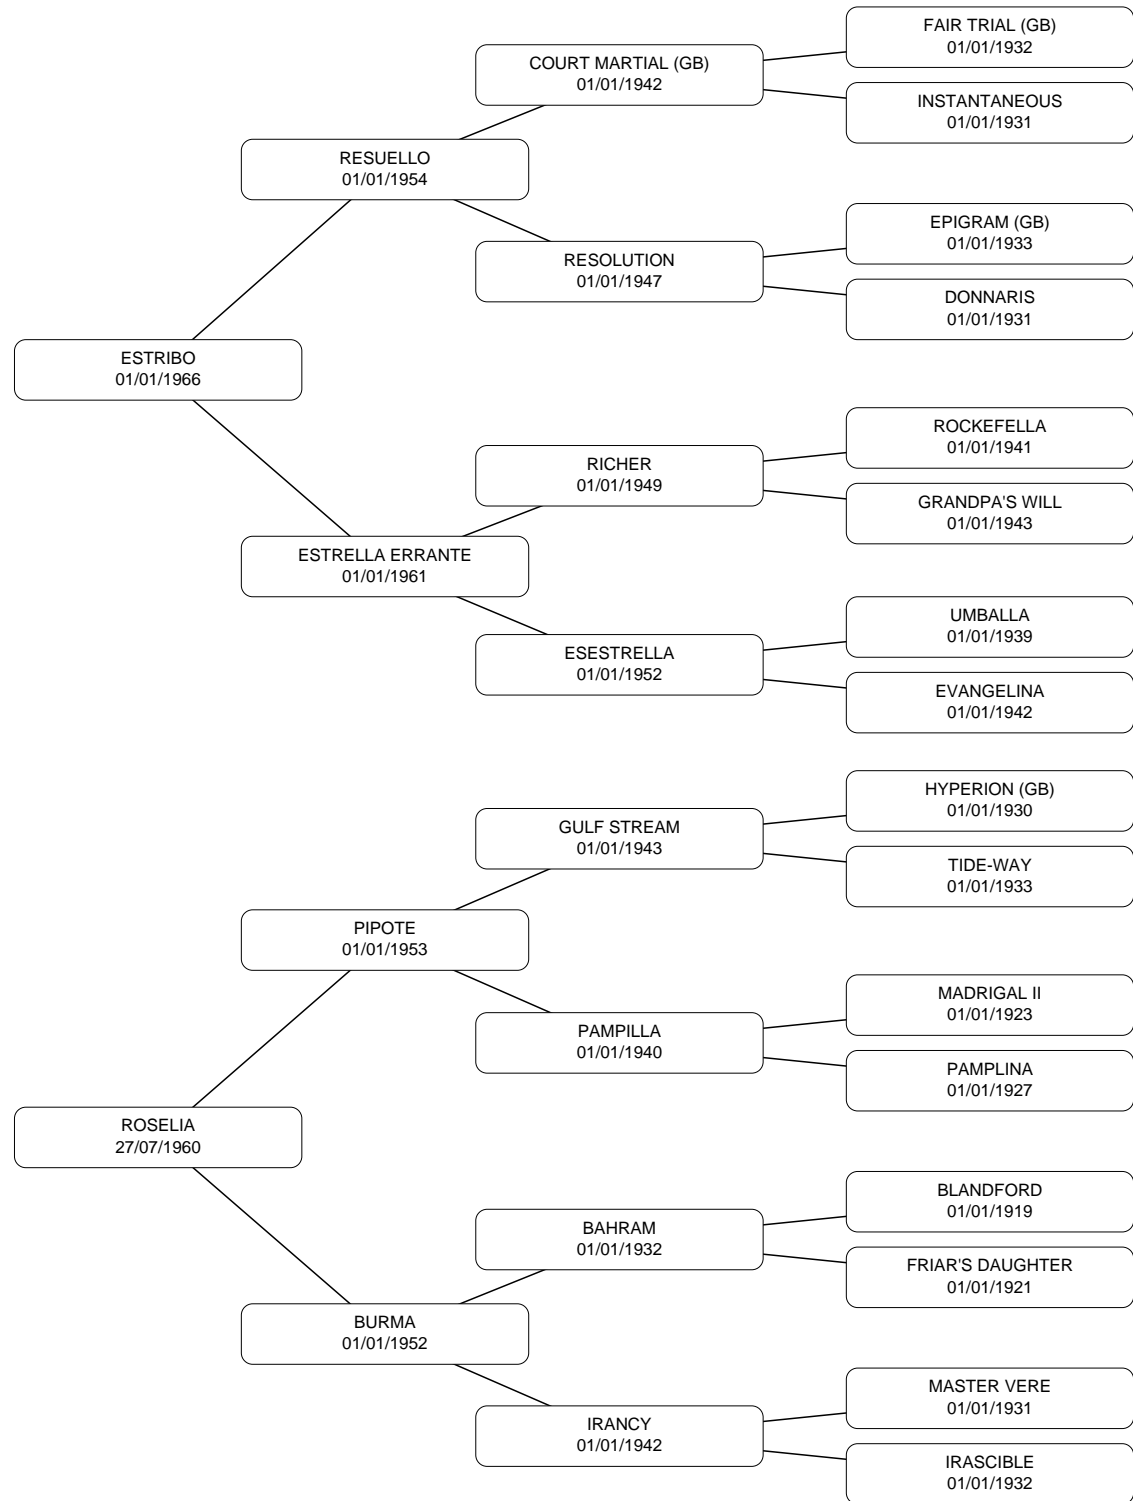 FAIR TRIAL (GB)
01/01/1932
COURT MARTIAL (GB)
01/01/1942
INSTANTANEOUS
01/01/1931
RESUELLO
01/01/1954
EPIGRAM (GB)
01/01/1933
RESOLUTION
01/01/1947
DONNARIS
01/01/1931
ESTRIBO
01/01/1966
ROCKEFELLA
01/01/1941
RICHER
01/01/1949
GRANDPA'S WILL
01/01/1943
ESTRELLA ERRANTE
01/01/1961
UMBALLA
01/01/1939
ESESTRELLA
01/01/1952
EVANGELINA
01/01/1942
HYPERION (GB)
01/01/1930
GULF STREAM
01/01/1943
TIDE-WAY
01/01/1933
PIPOTE
01/01/1953
MADRIGAL II
01/01/1923
PAMPILLA
01/01/1940
PAMPLINA
01/01/1927
ROSELIA
27/07/1960
BLANDFORD
01/01/1919
BAHRAM
01/01/1932
FRIAR'S DAUGHTER
01/01/1921
BURMA
01/01/1952
MASTER VERE
01/01/1931
IRANCY
01/01/1942
IRASCIBLE
01/01/1932